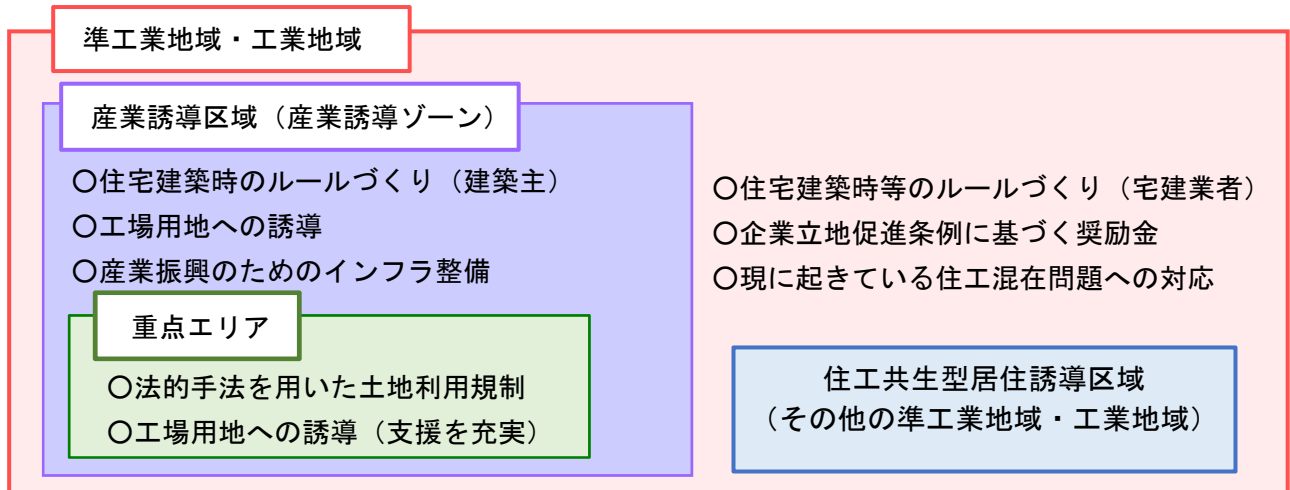 準工業地域・工業地域
産業誘導区域（産業誘導ゾーン）
〇住宅建築時のルールづくり（建築主）
〇工場用地への誘導
〇産業振興のためのインフラ整備
重点エリア
〇法的手法を用いた土地利用規制
〇工場用地への誘導（支援を充実）
〇住宅建築時等のルールづくり（宅建業者）
〇企業立地促進条例に基づく奨励金
〇現に起きている住工混在問題への対応
住工共生型居住誘導区域
（その他の準工業地域・工業地域）